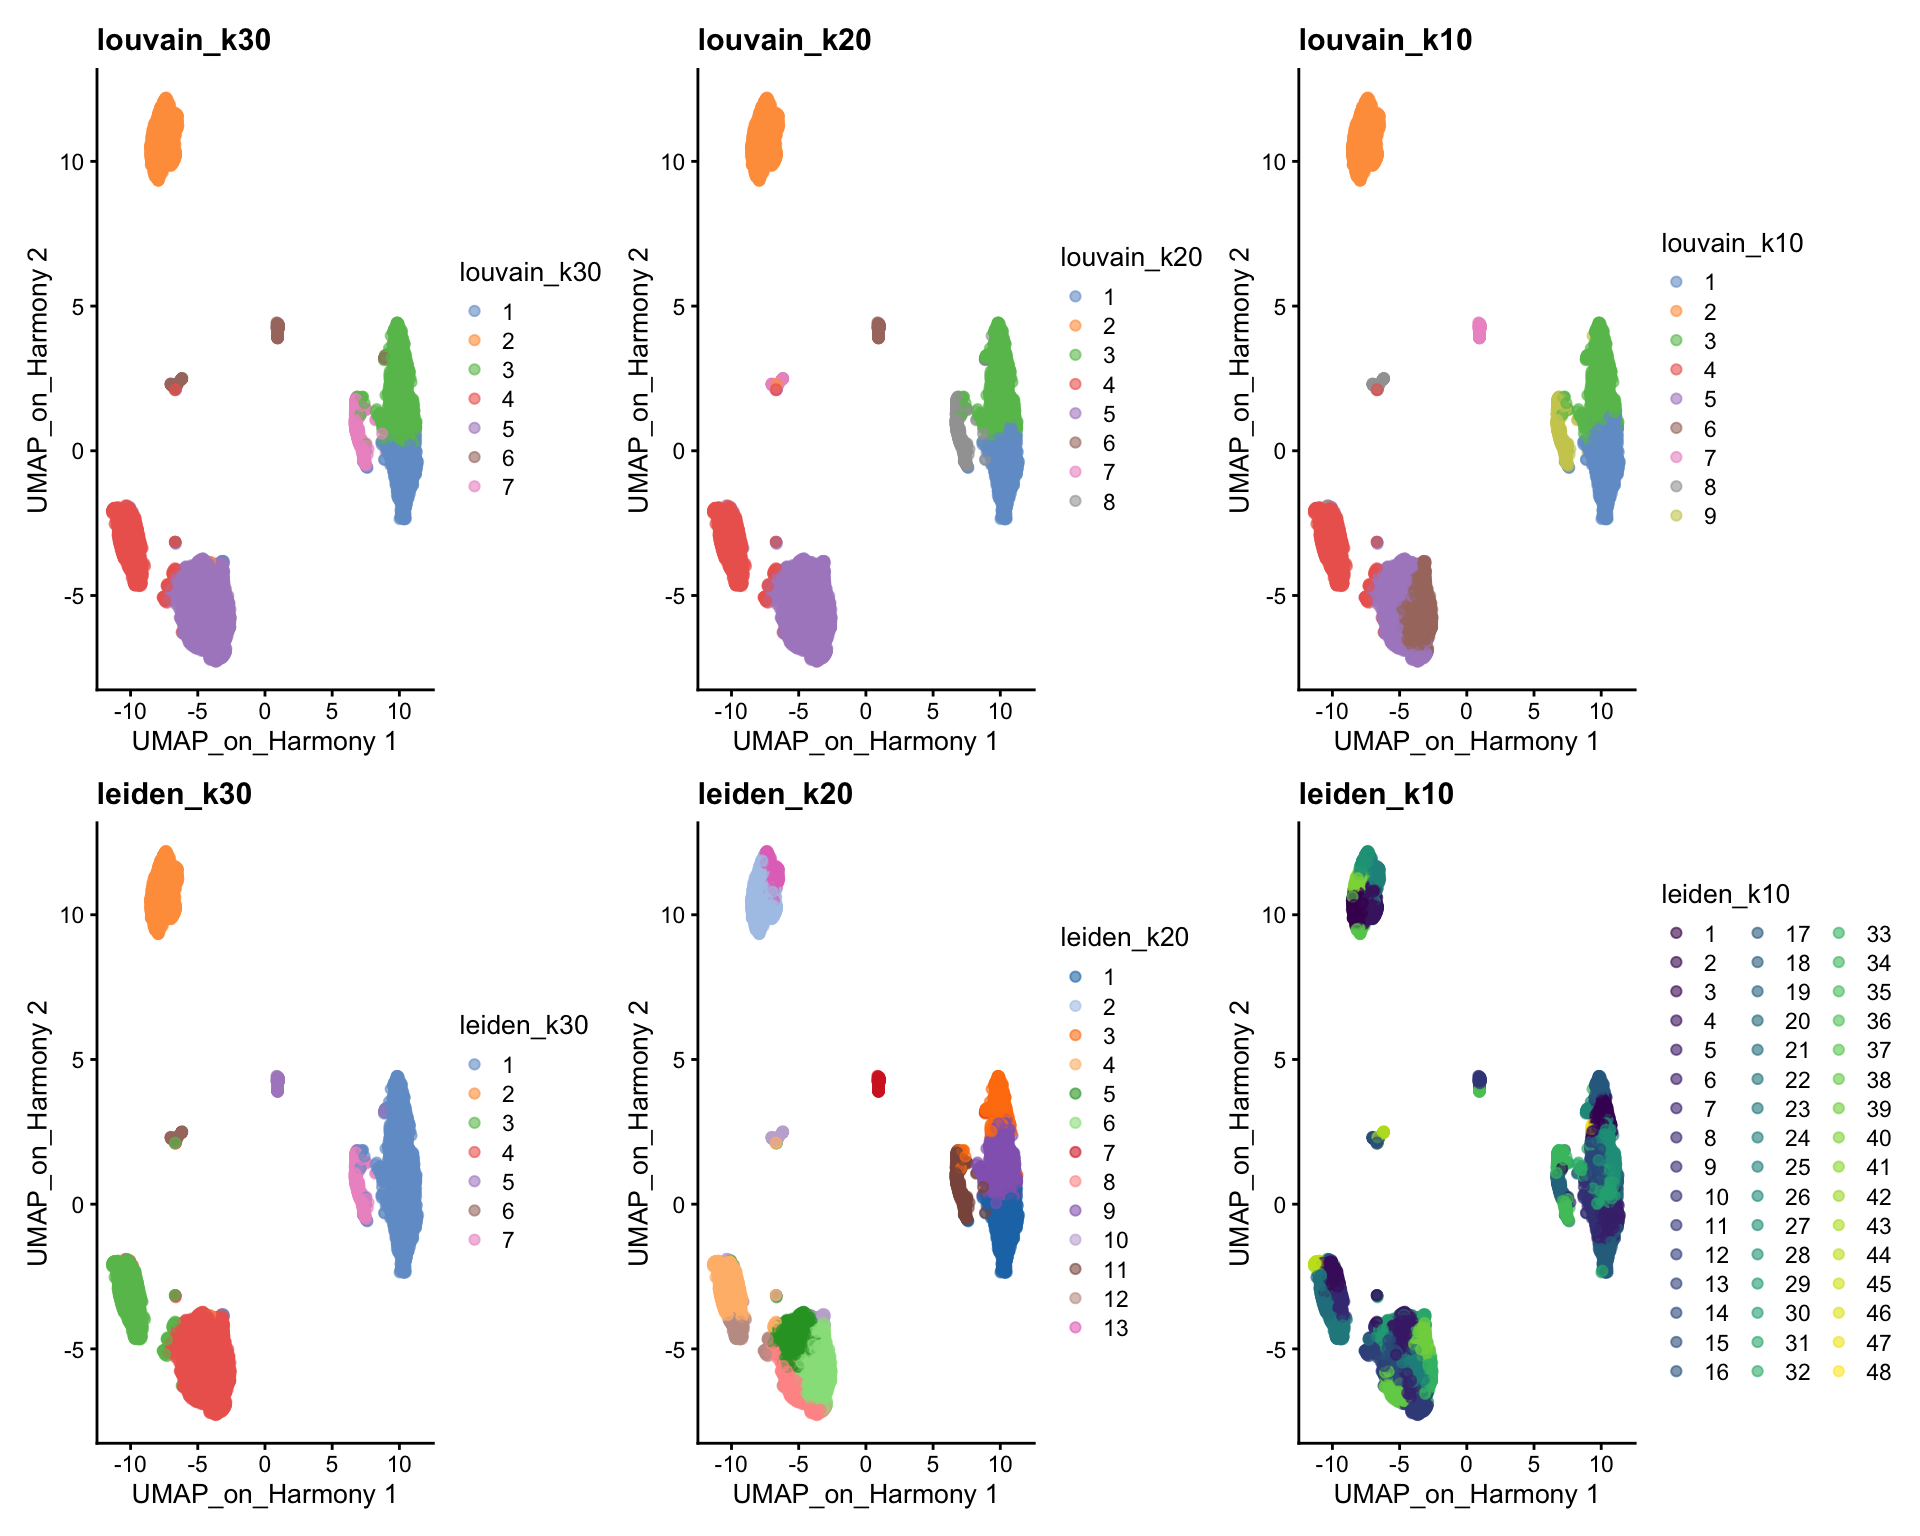 louvain_k30
UMAP_on_Harmony 2
10
5
0
-5
-10 -5 0 5 10
UMAP_on_Harmony 1
louvain_k30
1
2
3
4
5
6
7
louvain_k20
UMAP_on_Harmony 2
10
5
0
-5
-10 -5 0 5 10
UMAP_on_Harmony 1
louvain_k20
1
2
3
4
5
6
7
8
louvain_k10
UMAP_on_Harmony 2
10
5
0
-5
-10 -5 0 5 10
UMAP_on_Harmony 1
louvain_k10
1
2
3
4
5
6
7
8
9
leiden_k30
UMAP_on_Harmony 2
10
5
0
-5
-10 -5 0 5 10
UMAP_on_Harmony 1
leiden_k30
1
2
3
4
5
6
7
leiden_k20
UMAP_on_Harmony 2
10
5
0
-5
-10 -5 0 5 10
UMAP_on_Harmony 1
leiden_k20
1
2
3
4
5
6
7
8
9
10
11
12
13
leiden_k10
UMAP_on_Harmony 2
10
5
0
-5
-10 -5 0 5 10
UMAP_on_Harmony 1
leiden_k10
1 17 33
2 18 34
3 19 35
4 20 36
5 21 37
6 22 38
7 23 39
8 24 40
9 25 41
10 26 42
11 27 43
12 28 44
13 29 45
14 30 46
15 31 47
16 32 48